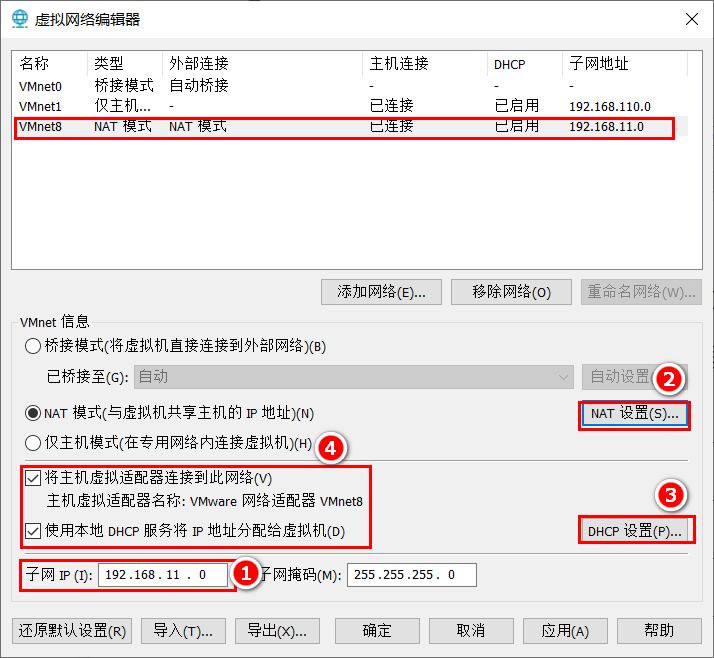 虚拟网络编辑器
名称 类型 外部连接 主机连接 DHCP 子网地址
VMnet0 桥接模式 自动桥接 - - -
VMnet1 仅主机... - 已连接 已启用 192.168.110.0
VMnet8 NAT 模式 NAT 模式 已连接 已启用 192.168.11.0
添加网络(E)... 移除网络(O) 重命名网络(W)...
VMnet 信息
桥接模式(将虚拟机直接连接到外部网络)(B)
已桥接至(G): 自动 自动设置 2
NAT 模式(与虚拟机共享主机的 IP 地址)(N) NAT 设置(S)...
仅主机模式(在专用网络内连接虚拟机)(H) 4
将主机虚拟适配器连接到此网络(V)
主机虚拟适配器名称: VMware 网络适配器 VMnet8 3
使用本地 DHCP 服务将 IP 地址分配给虚拟机(D) DHCP 设置(P)...
子网 IP (I): 192.168. 11 . 0 1 子网掩码(M): 255.255.255. 0
还原默认设置(R) 导入(T)... 导出(X)... 确定 取消 应用(A) 帮助